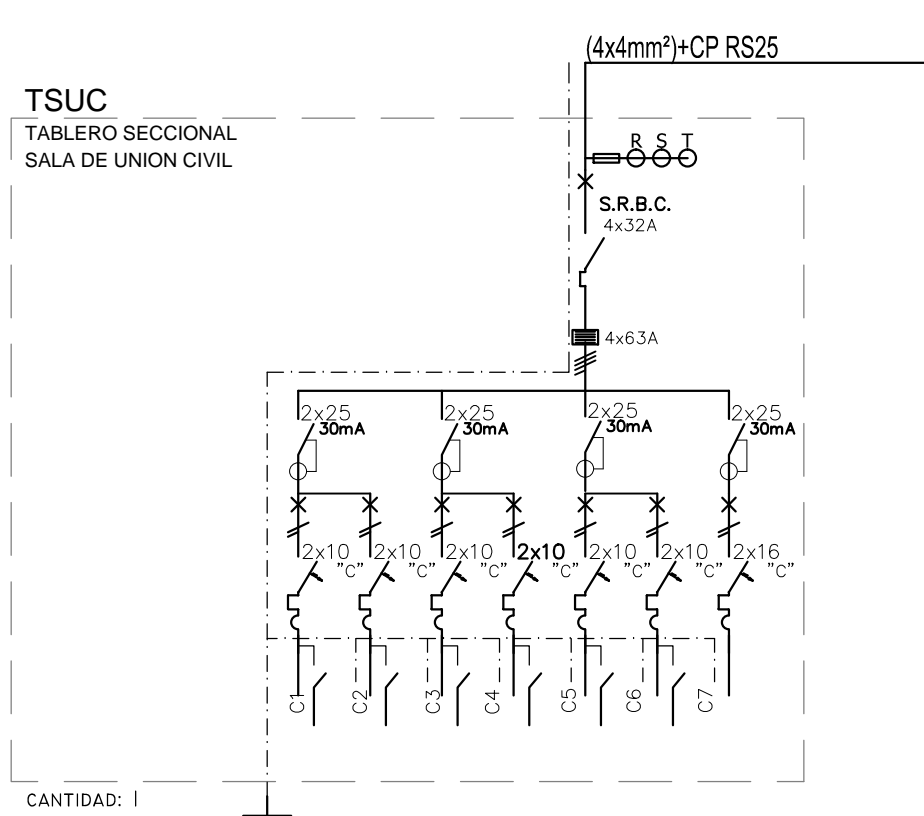 (4x4mm²)+CP RS25
TSUC
TABLERO SECCIONAL
SALA DE UNION CIVIL
R S T
S.R.B.C.
4x32A
4x63A
2x25 2x25 2x25 2x25
30mA 30mA 30mA 30mA
2x10 2x10 2x10 2x10 2x10 2x10 2x16
"C" "C" "C" "C" "C" "C" "C"
C1 C2 C3 C4 C5 C6 C7
CANTIDAD: 1